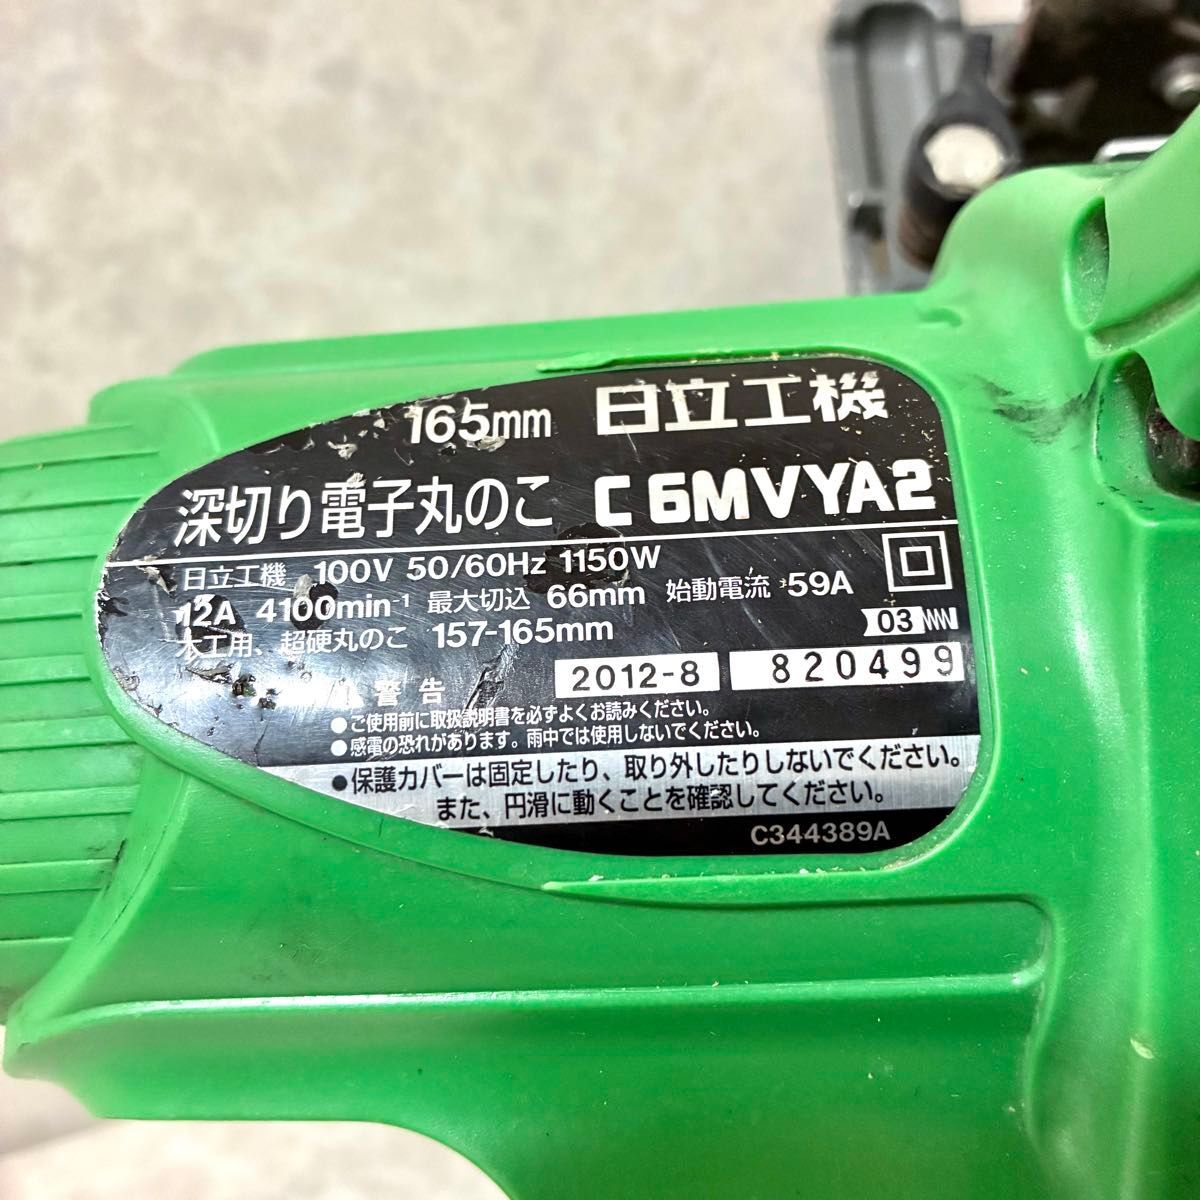 165mm 日立工機
深切り電子丸のこ C6MVYA2
日立工機 100V 50/60Hz 1150W
12A 4100min⁻¹ 最大切込 66mm 始動電流 59A
大工用、超硬丸のこ 157-165mm 03
2012-8 820499
警告
●ご使用前に取扱説明書を必ずよくお読みください。
●感電の恐れがあります。雨中では使用しないでください。
●保護カバーは固定したり、取り外したりしないでください。
また、円滑に動くことを確認してください。
C344389A